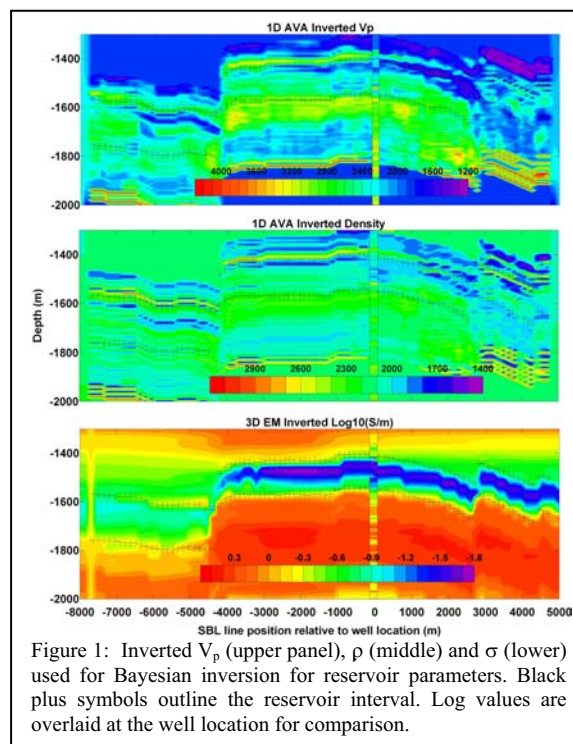 1D AVA Inverted Vp
-1400
-1600
-1800
-2000
4000 3600 3200 2800 2400 2000 1600 1200
1D AVA Inverted Density
-1400
-1600
-1800
-2000
Depth (m)
2900 2600 2300 2000 1700 1400
3D EM Inverted Log10(S/m)
-1400
-1600
-1800
-2000
0.3 0 -0.3 -0.6 -0.9 -1.2 -1.5 -1.8
-8000 -7000 -6000 -5000 -4000 -3000 -2000 -1000 0 1000 2000 3000 4000 5000
SBL line position relative to well location (m)
Figure 1: Inverted Vp (upper panel), ρ (middle) and σ (lower)
used for Bayesian inversion for reservoir parameters. Black
plus symbols outline the reservoir interval. Log values are
overlaid at the well location for comparison.